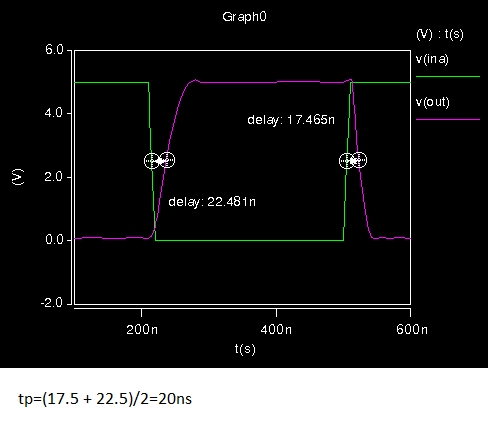 Graph0
(V) : t(s)
v(ina)
v(out)
6.0
4.0
2.0
0.0
-2.0
(V)
delay: 17.465n
delay: 22.481n
200n
400n
600n
t(s)
tp=(17.5 + 22.5)/2=20ns